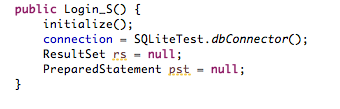 public Login_S() {
initialize();
connection = SQLiteTest.dbConnector();
ResultSet rs = null;
PreparedStatement pst = null;
}